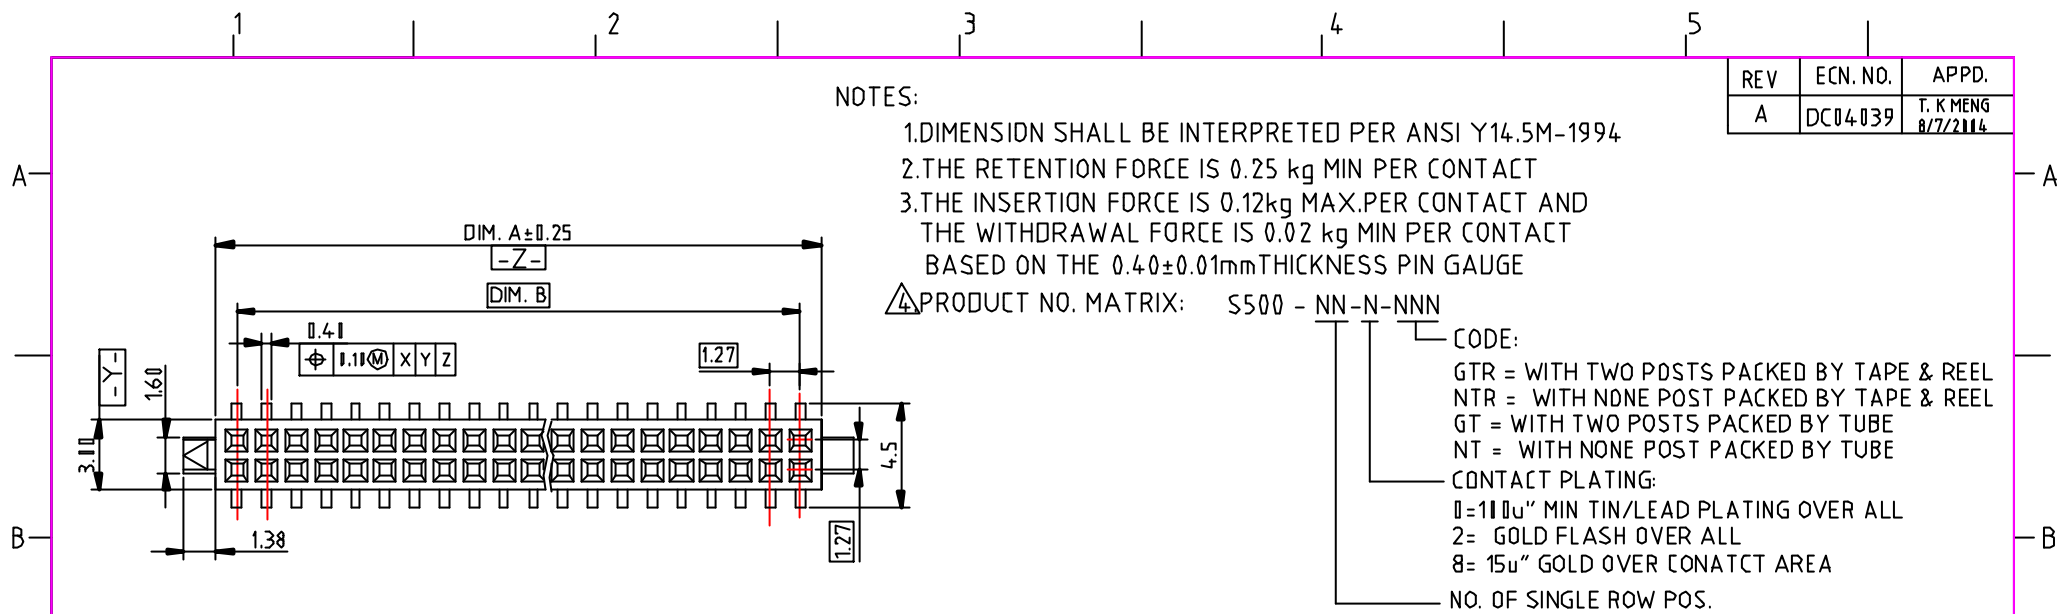 1 2 3 4 5
REV ECN. NO. APPD.
A DC04039 T. K MENG
8/7/2004
NOTES:
1.DIMENSION SHALL BE INTERPRETED PER ANSI Y14.5M-1994
2.THE RETENTION FORCE IS 0.25 kg MIN PER CONTACT
3.THE INSERTION FORCE IS 0.12kg MAX.PER CONTACT AND
THE WITHDRAWAL FORCE IS 0.02 kg MIN PER CONTACT
BASED ON THE 0.40±0.01mmTHICKNESS PIN GAUGE
4.PRODUCT NO. MATRIX: S500 - NN-N-NNN
CODE:
GTR = WITH TWO POSTS PACKED BY TAPE & REEL
NTR = WITH NONE POST PACKED BY TAPE & REEL
GT = WITH TWO POSTS PACKED BY TUBE
NT = WITH NONE POST PACKED BY TUBE
CONTACT PLATING:
0=100u" MIN TIN/LEAD PLATING OVER ALL
2= GOLD FLASH OVER ALL
8= 15u" GOLD OVER CONATCT AREA
NO. OF SINGLE ROW POS.
A A
B B
DIM. A±0.25
-Z-
DIM. B
0.40
0.10 M X Y Z
1.27
-Y-
1.60
3.00
4.5
1.38
1.27